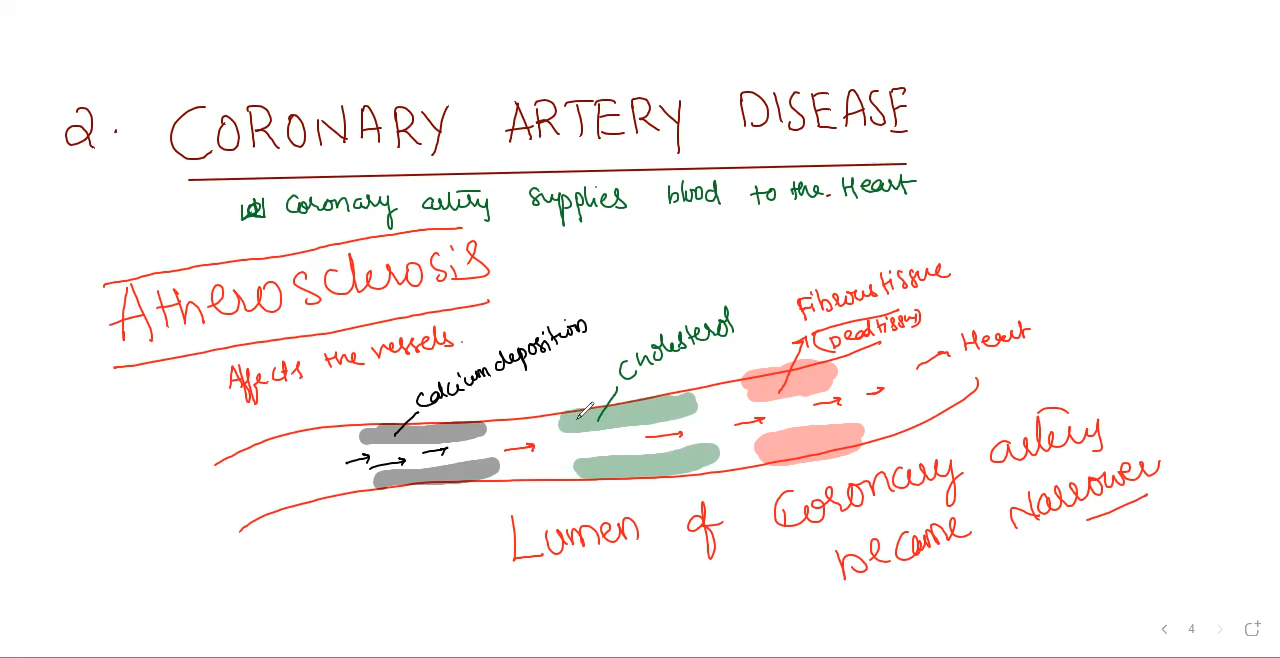 2. CORONARY ARTERY DISEASE
Coronary artery supplies blood to the Heart
Atherosclerosis
Affects the vessels.
Calcium deposition
Cholesterol
Fibrous tissue
(Dead tissue)
Heart
Lumen of Coronary artery
became Narrower
4